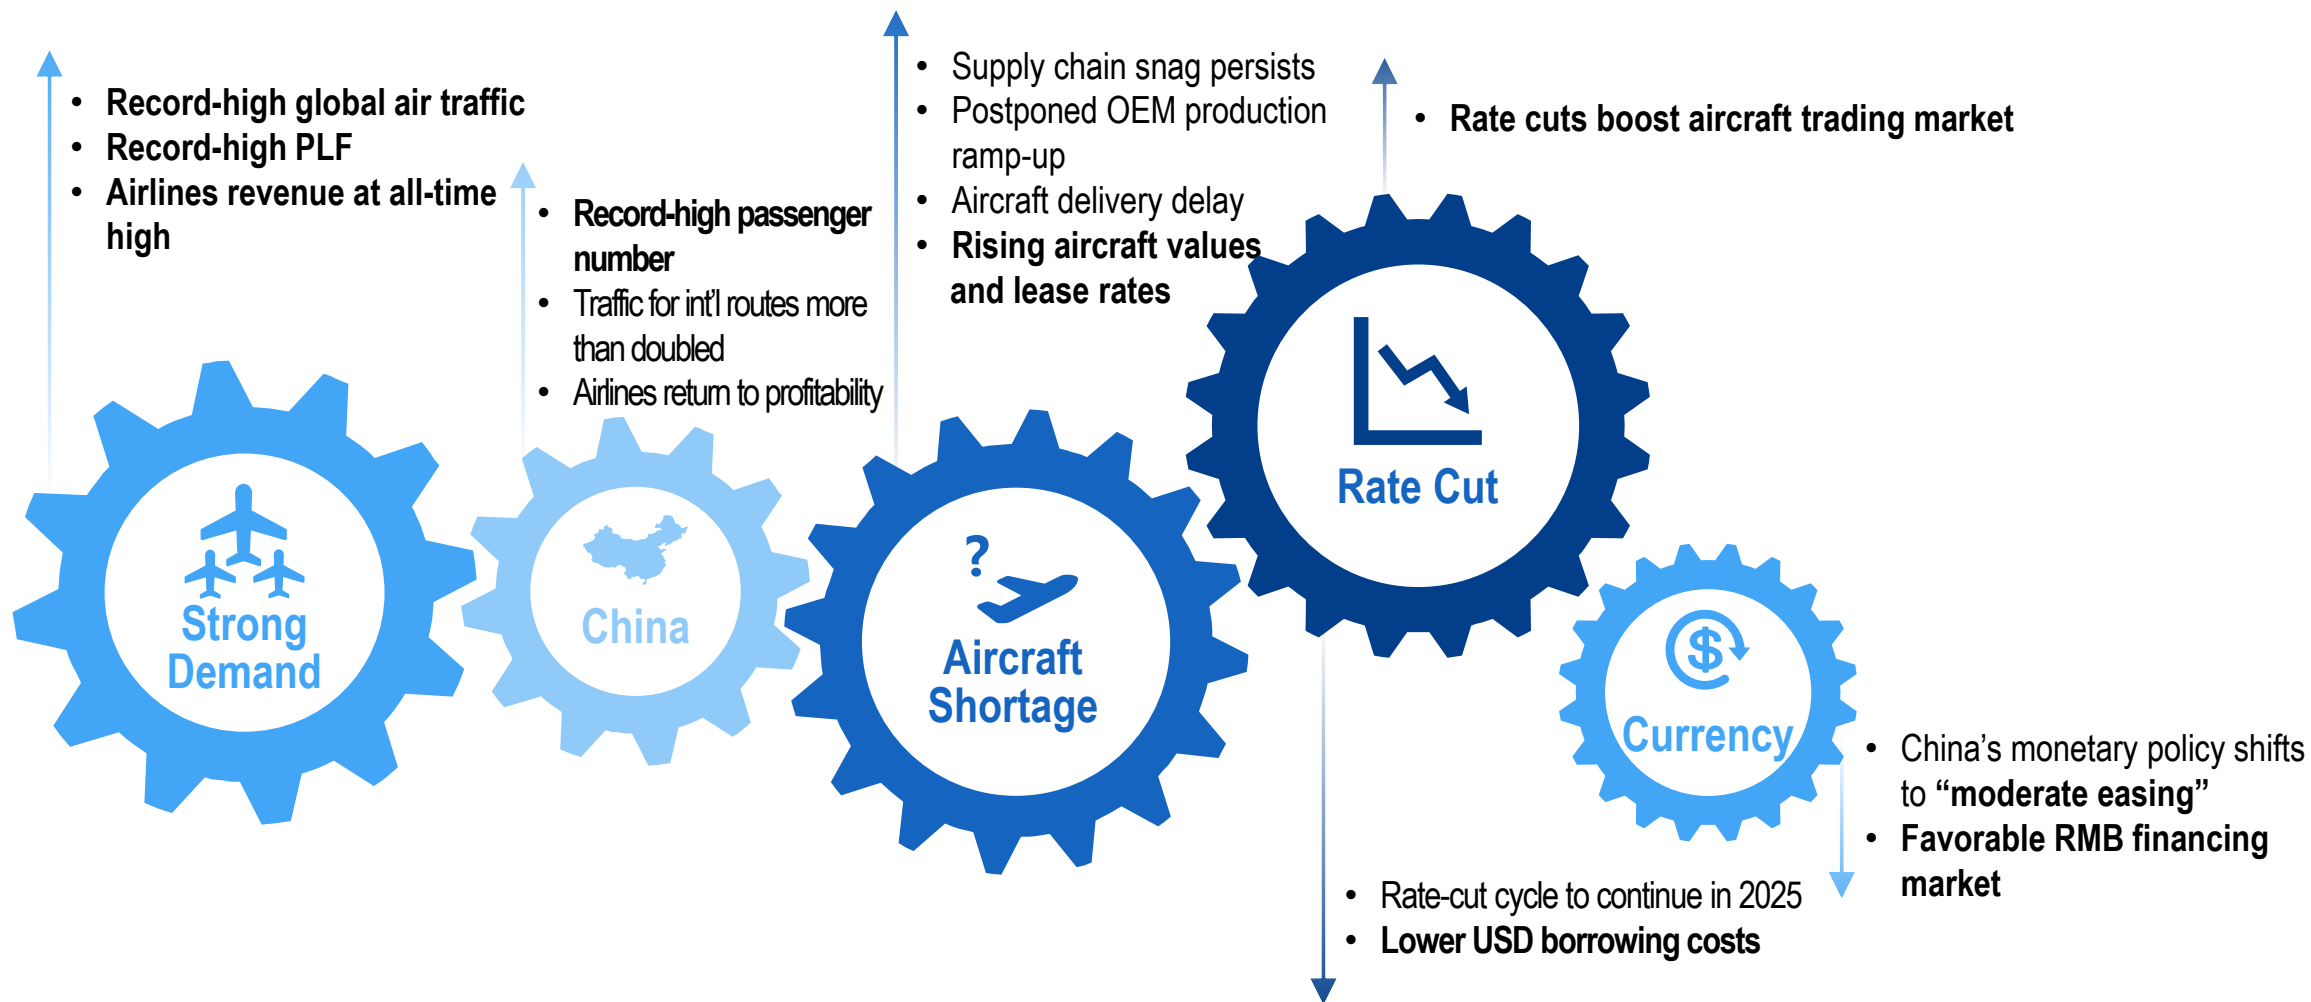 • Record-high global air traffic
• Record-high PLF
• Airlines revenue at all-time
high
Strong
Demand
• Record-high passenger
number
• Traffic for int'l routes more
than doubled
• Airlines return to profitability
China
• Supply chain snag persists
• Postponed OEM production
ramp-up
• Aircraft delivery delay
• Rising aircraft values
and lease rates
?
Aircraft
Shortage
• Rate cuts boost aircraft trading market
Rate Cut
• Rate-cut cycle to continue in 2025
• Lower USD borrowing costs
$
Currency
• China’s monetary policy shifts
to “moderate easing”
• Favorable RMB financing
market